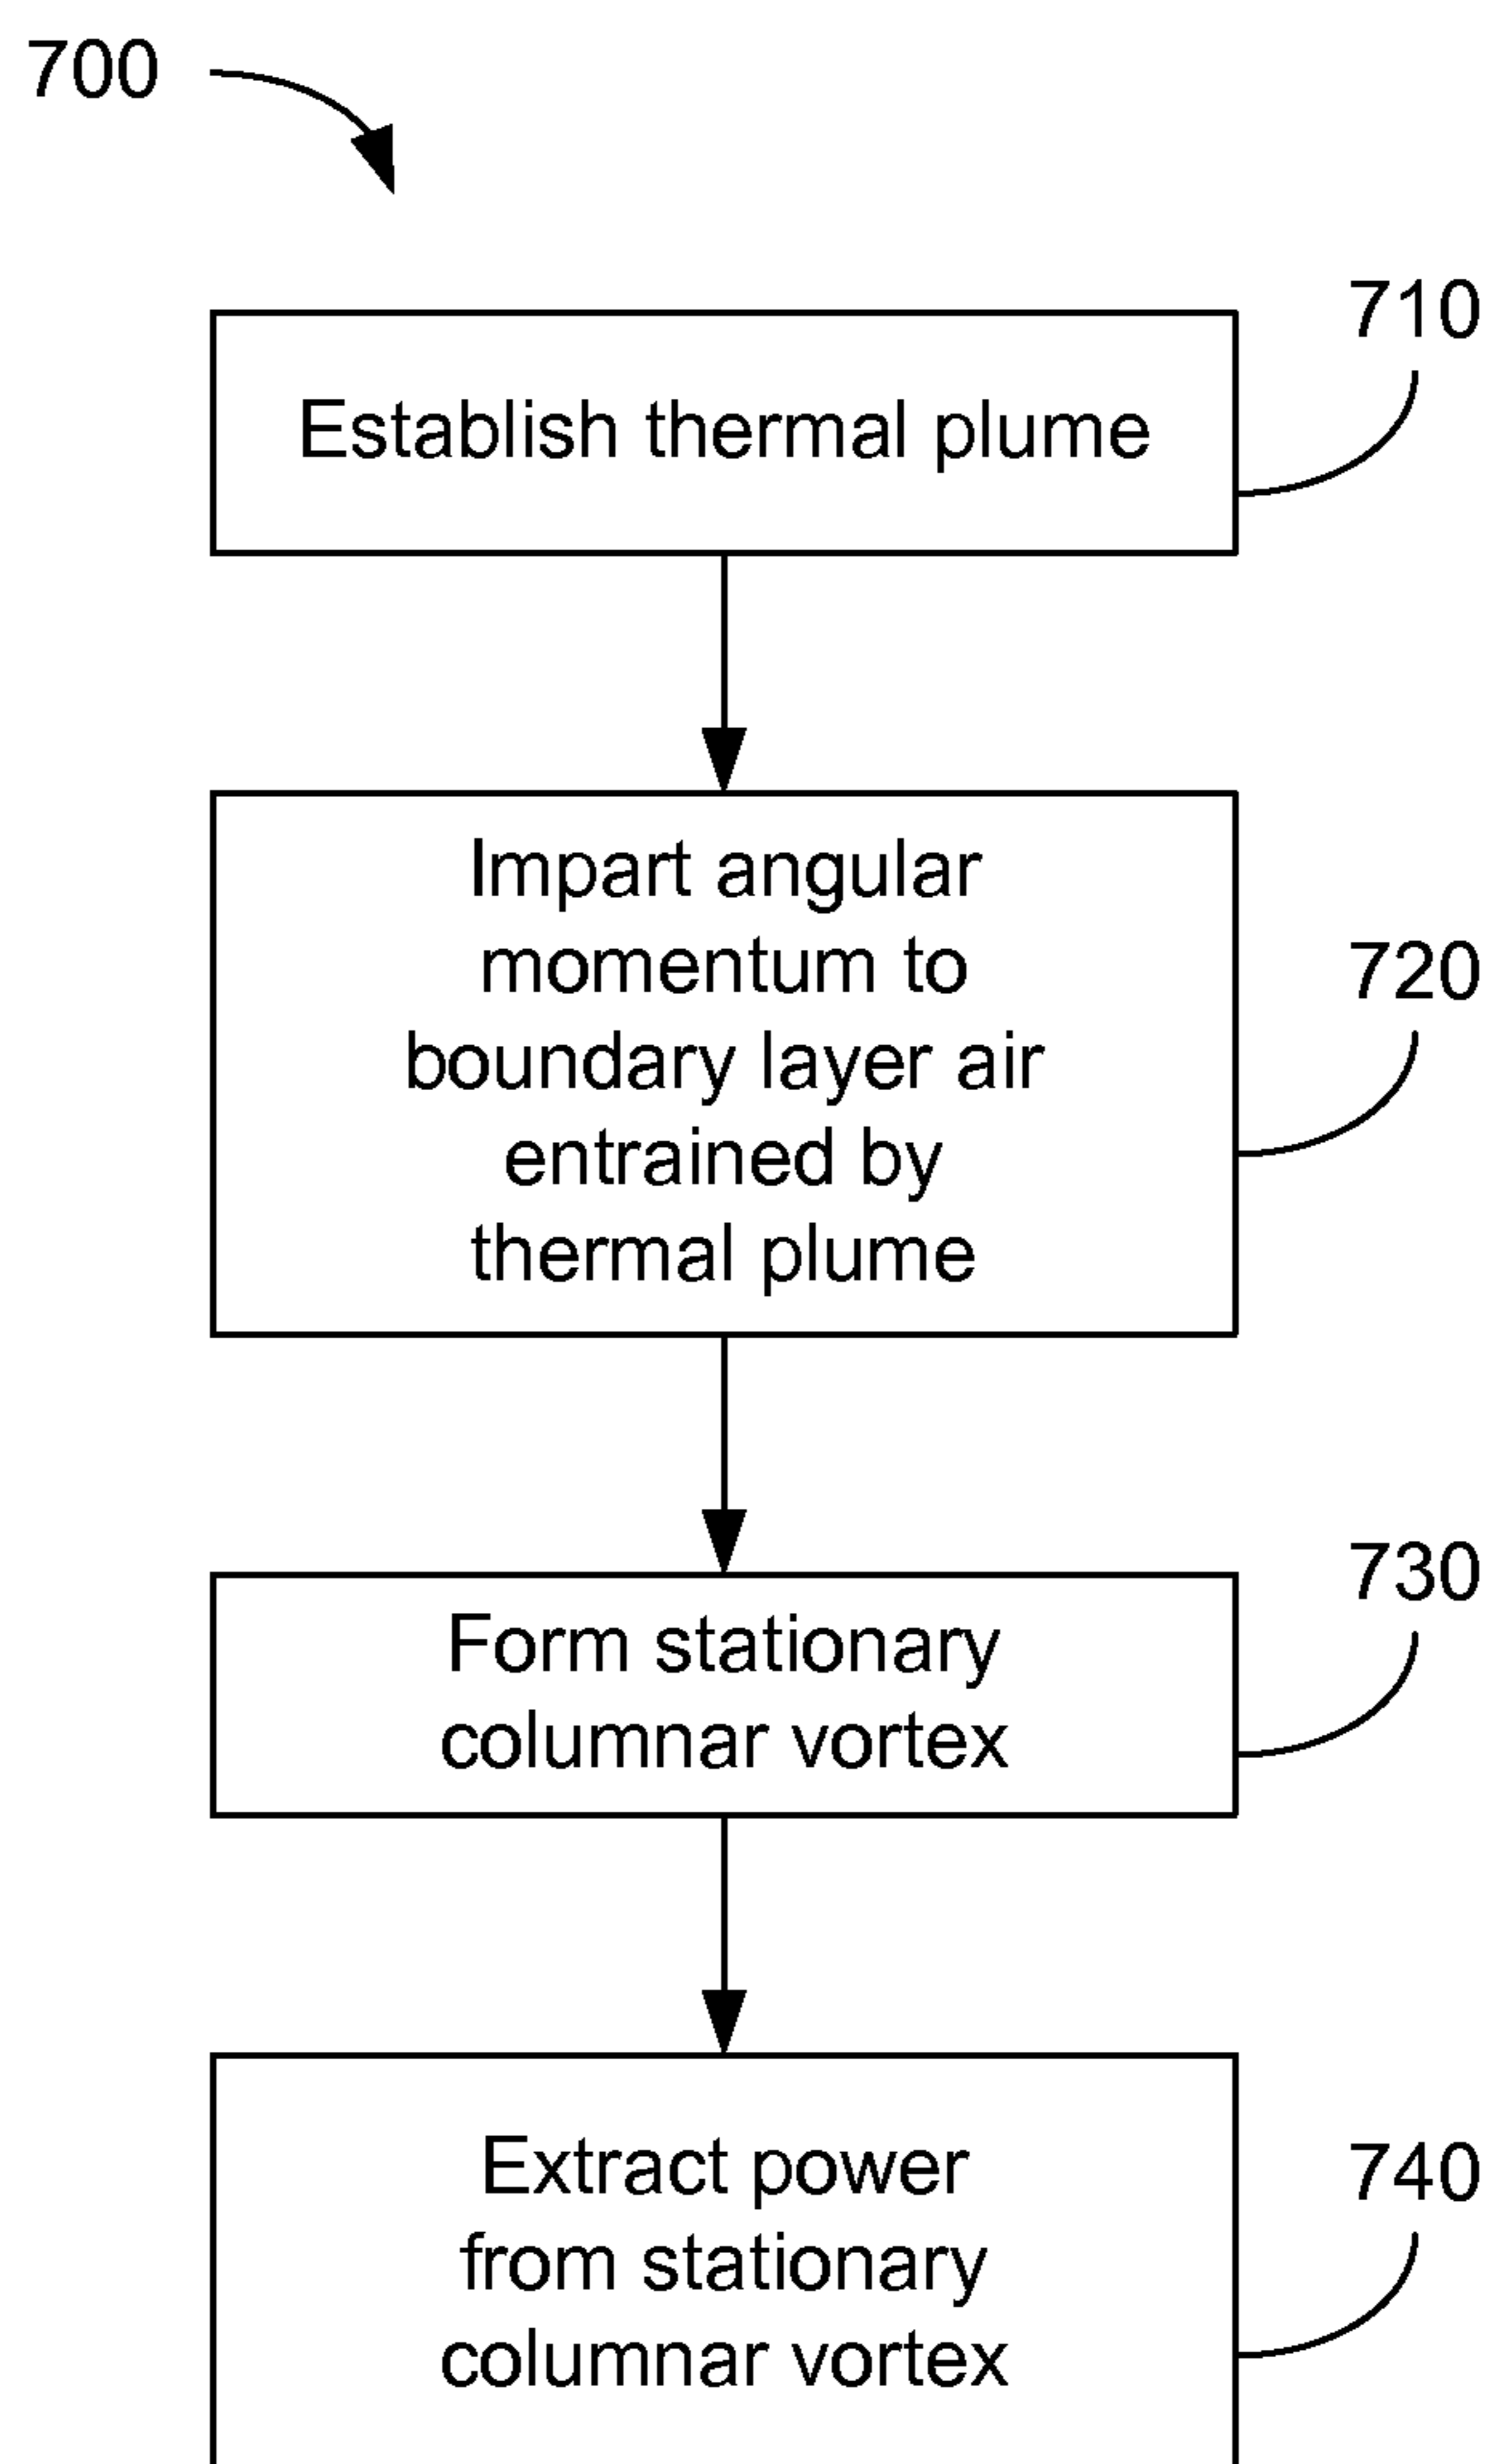 700
710
Establish thermal plume
Impart angular
momentum to
720
boundary layer air
entrained by
thermal plume
730
Form stationary
columnar vortex
Extract power
740
from stationary
columnar vortex